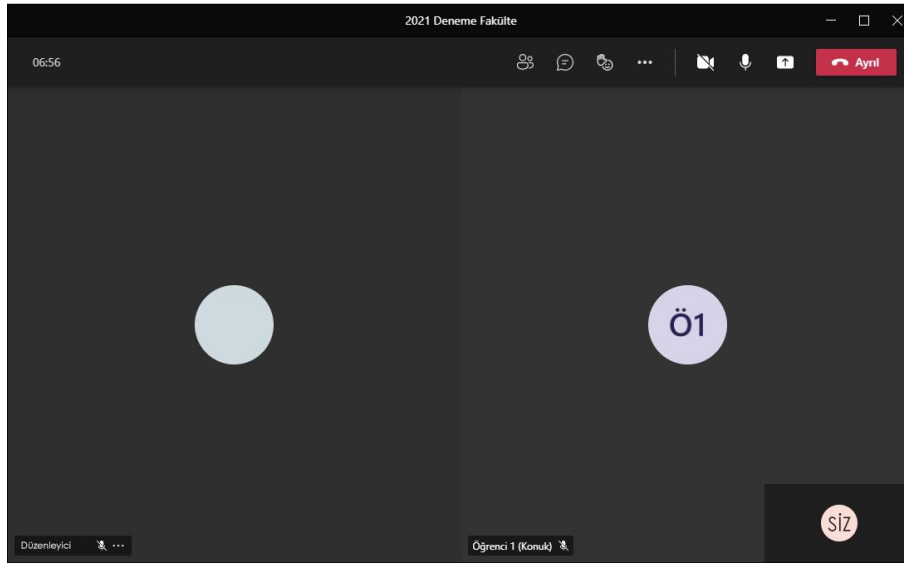 2021 Deneme Fakülte
06:56
Ayrıl
Ö1
SİZ
Düzenleyici
Öğrenci 1 (Konuk)